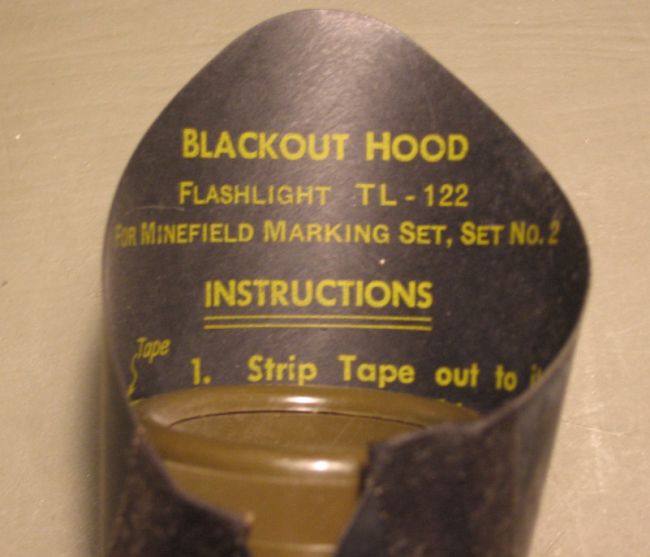 BLACKOUT HOOD
FLASHLIGHT TL-122
FOR MINEFIELD MARKING SET, SET NO. 2
INSTRUCTIONS
Tape
1. Strip Tape out to